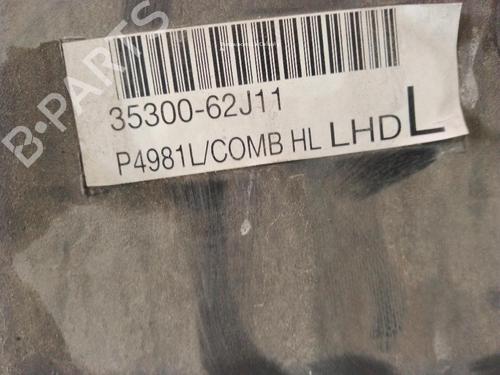 35300-62J11
P4981L/COMB HL LHD L
B-PARTS